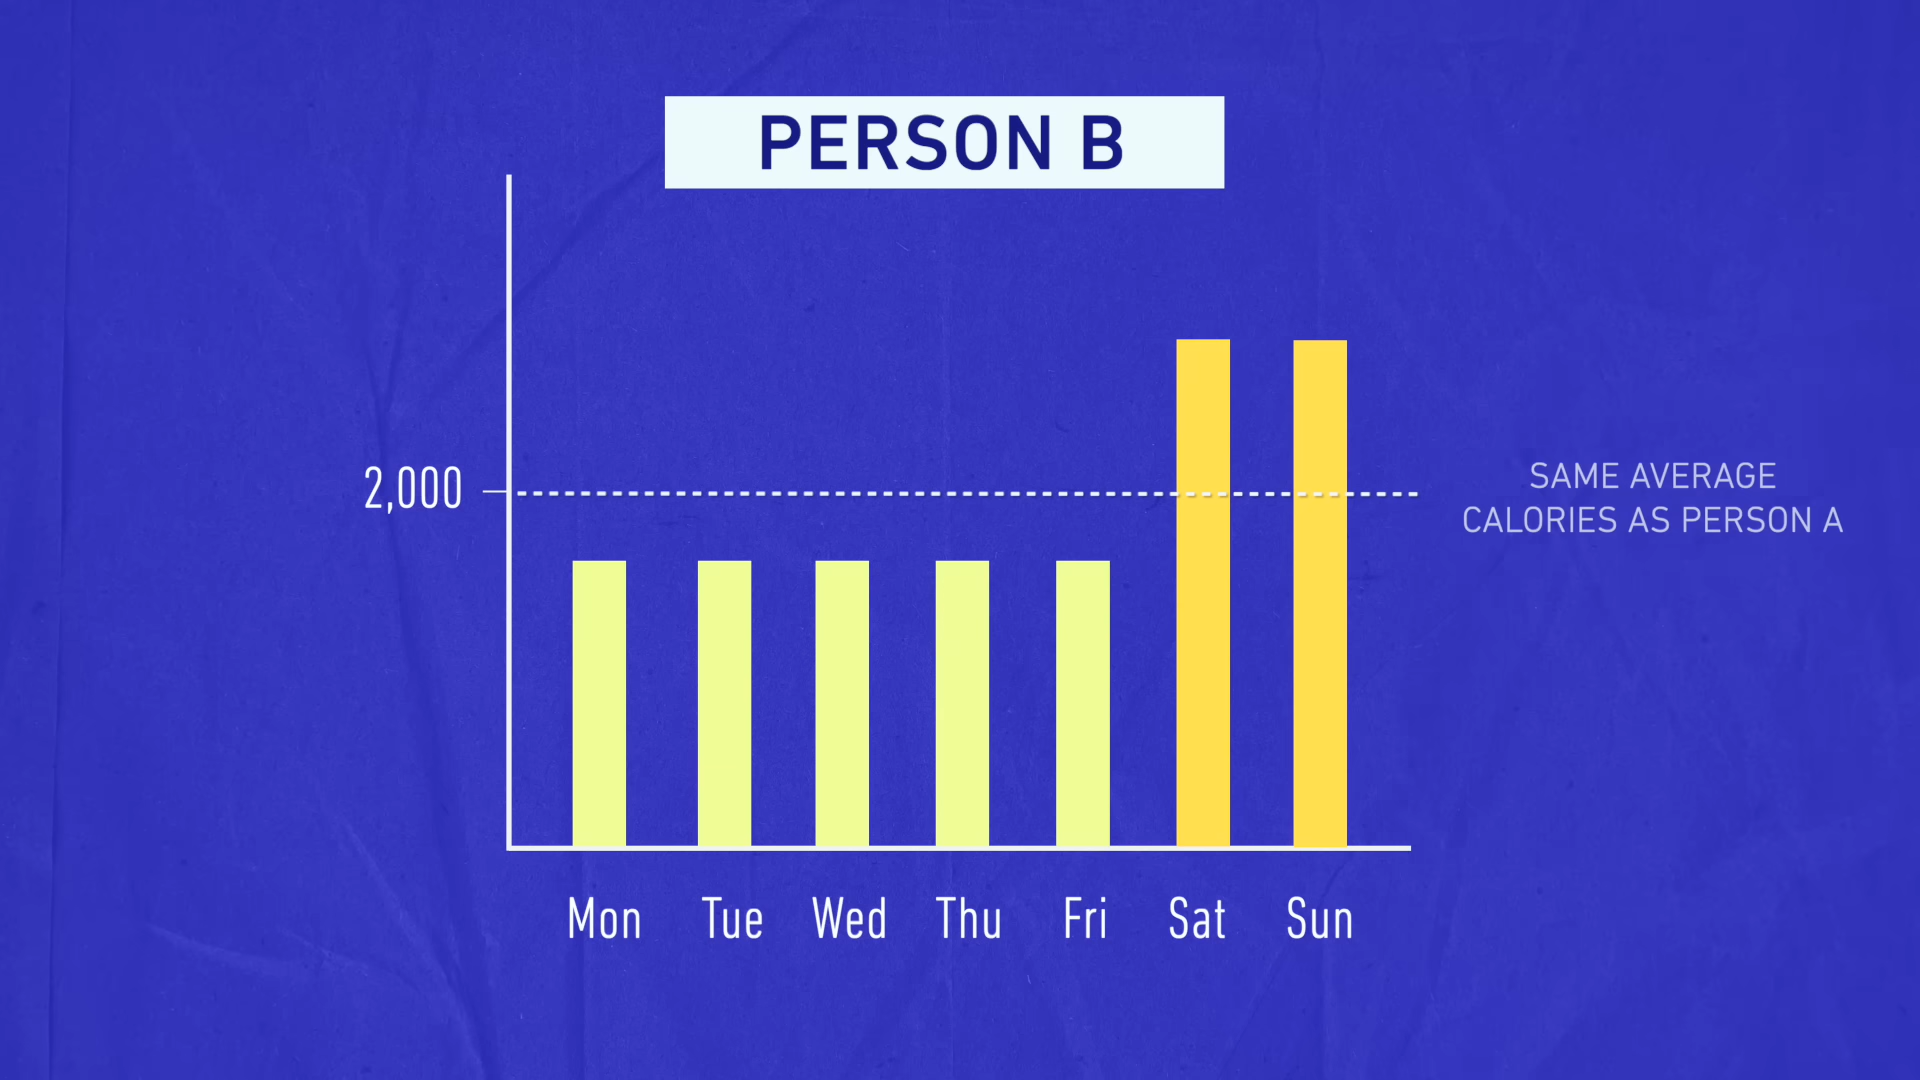 PERSON B
2,000
SAME AVERAGE
CALORIES AS PERSON A
Mon Tue Wed Thu Fri Sat Sun